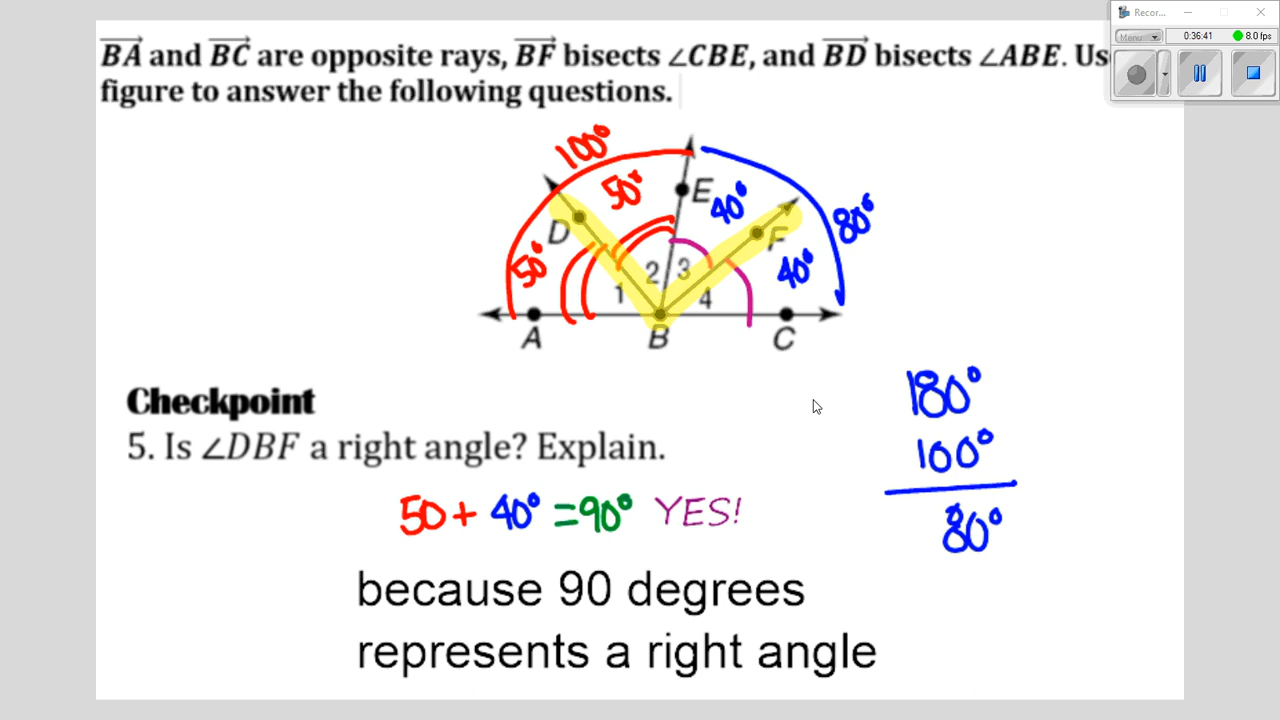 Recor...
Menu
0:36:41
8.0 fps
BA and BC are opposite rays, BF bisects ∠CBE, and BD bisects ∠ABE. Us
figure to answer the following questions.
100°
50°
E
40°
80°
D
F
50°
2
3
40°
1
4
A
B
C
180°
100°
80°
Checkpoint
5. Is ∠DBF a right angle? Explain.
50 + 40° = 90° YES!
because 90 degrees
represents a right angle